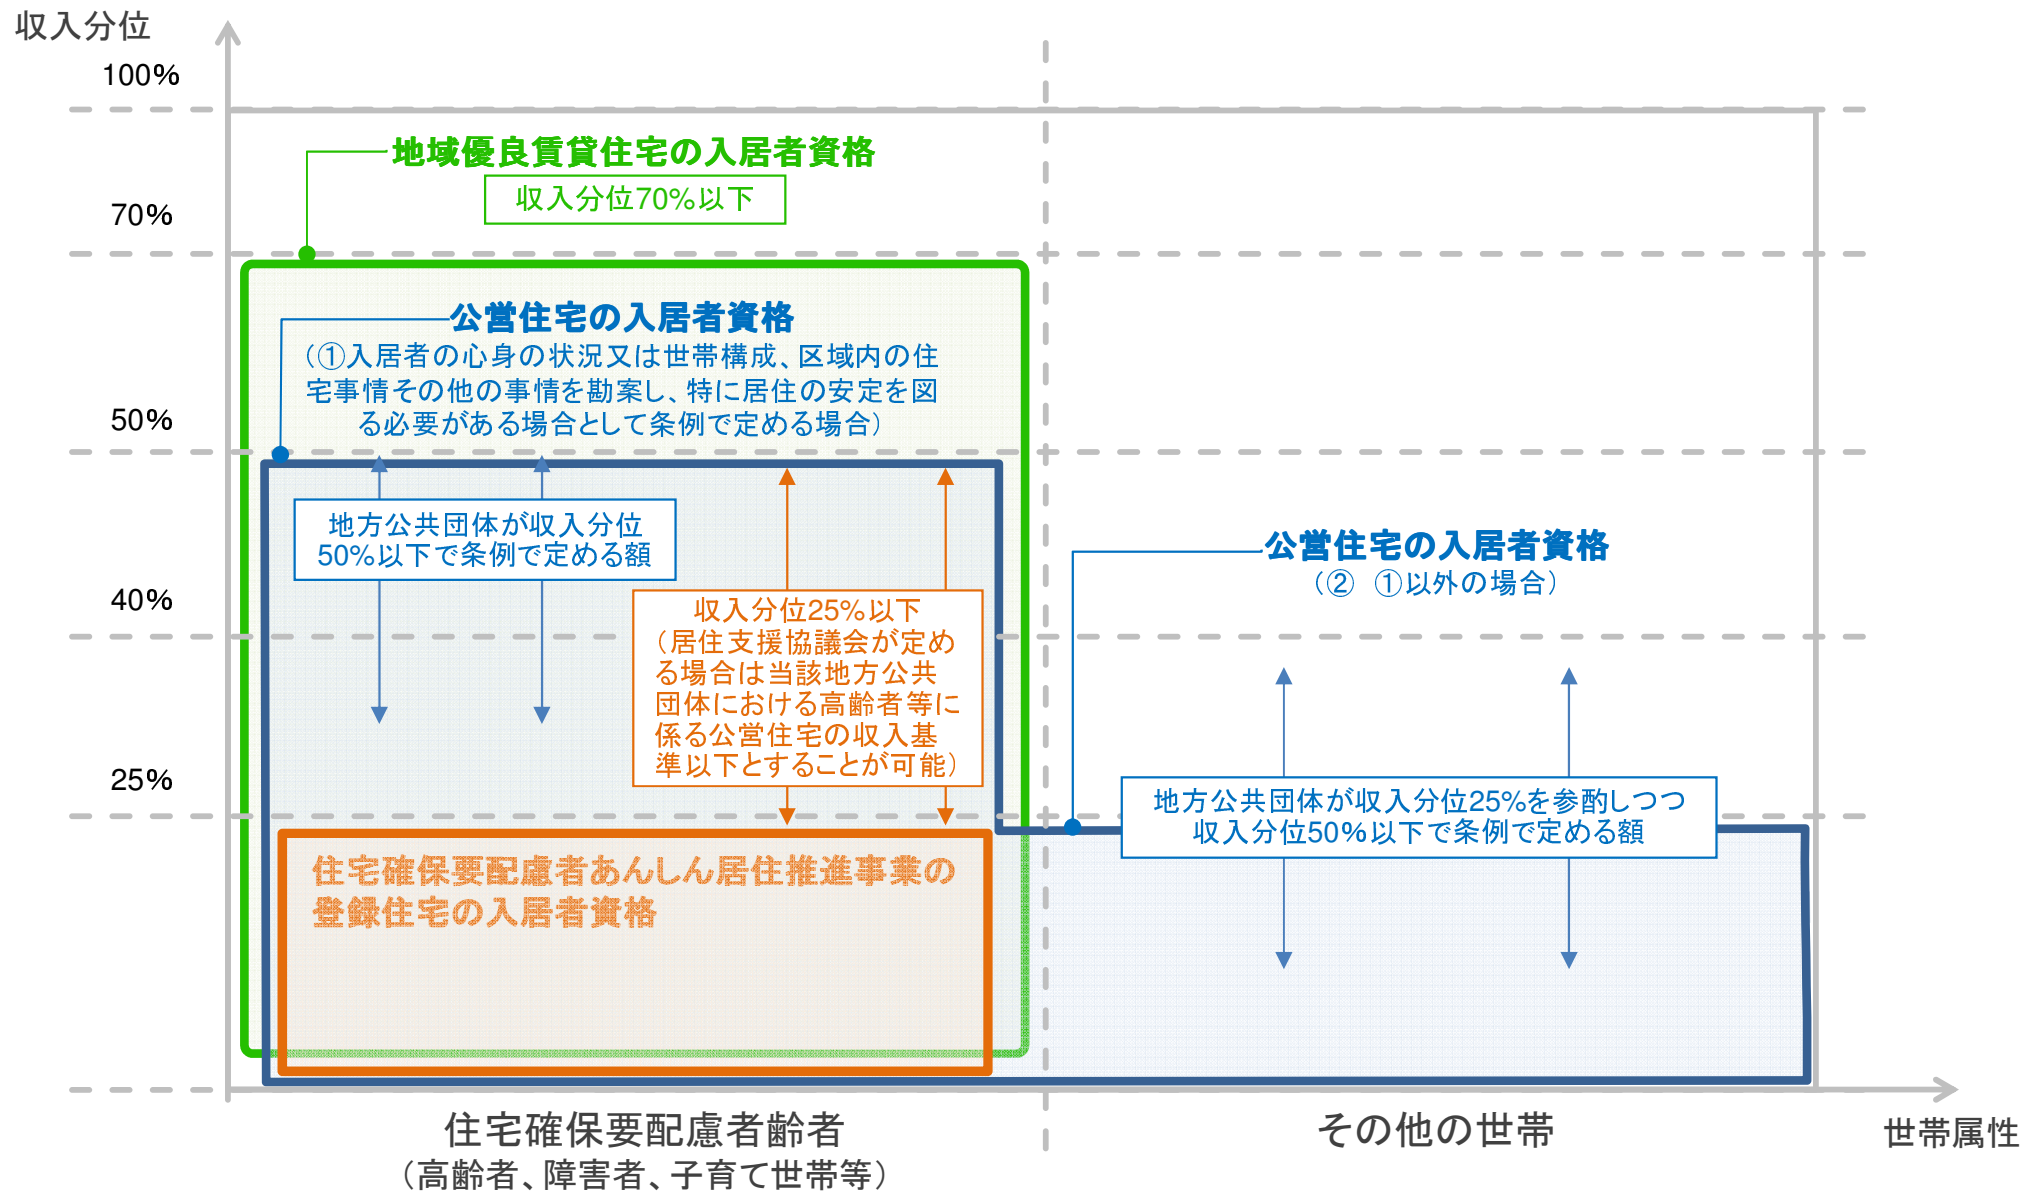 収入分位
100%
地域優良賃貸住宅の入居者資格
収入分位70%以下
70%
公営住宅の入居者資格
（①入居者の心身の状況又は世帯構成、区域内の住
宅事情その他の事情を勘案し、特に居住の安定を図
る必要がある場合として条例で定める場合）
50%
地方公共団体が収入分位
50%以下で条例で定める額
公営住宅の入居者資格
（②　①以外の場合）
40%
収入分位25%以下
（居住支援協議会が定め
る場合は当該地方公共
団体における高齢者等に
係る公営住宅の収入基
準以下とすることが可能）
25%
地方公共団体が収入分位25%を参酌しつつ
収入分位50%以下で条例で定める額
住宅確保要配慮者あんしん居住推進事業の
登録住宅の入居者資格
住宅確保要配慮者齢者
（高齢者、障害者、子育て世帯等）
その他の世帯
世帯属性